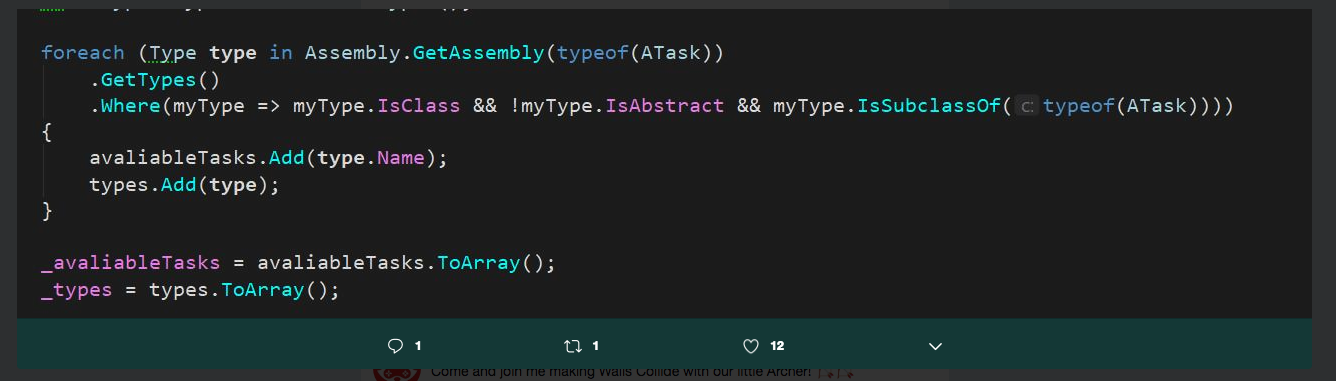 foreach (Type type in Assembly.GetAssembly(typeof(ATask))
.GetTypes()
.Where(myType => myType.IsClass && !myType.IsAbstract && myType.IsSubclassOf( c: typeof(ATask))))
{
avaliableTasks.Add(type.Name);
types.Add(type);
}
_avaliableTasks = avaliableTasks.ToArray();
_types = types.ToArray();
1 1 12
Come and join me making Walls Collide with our little Archer!